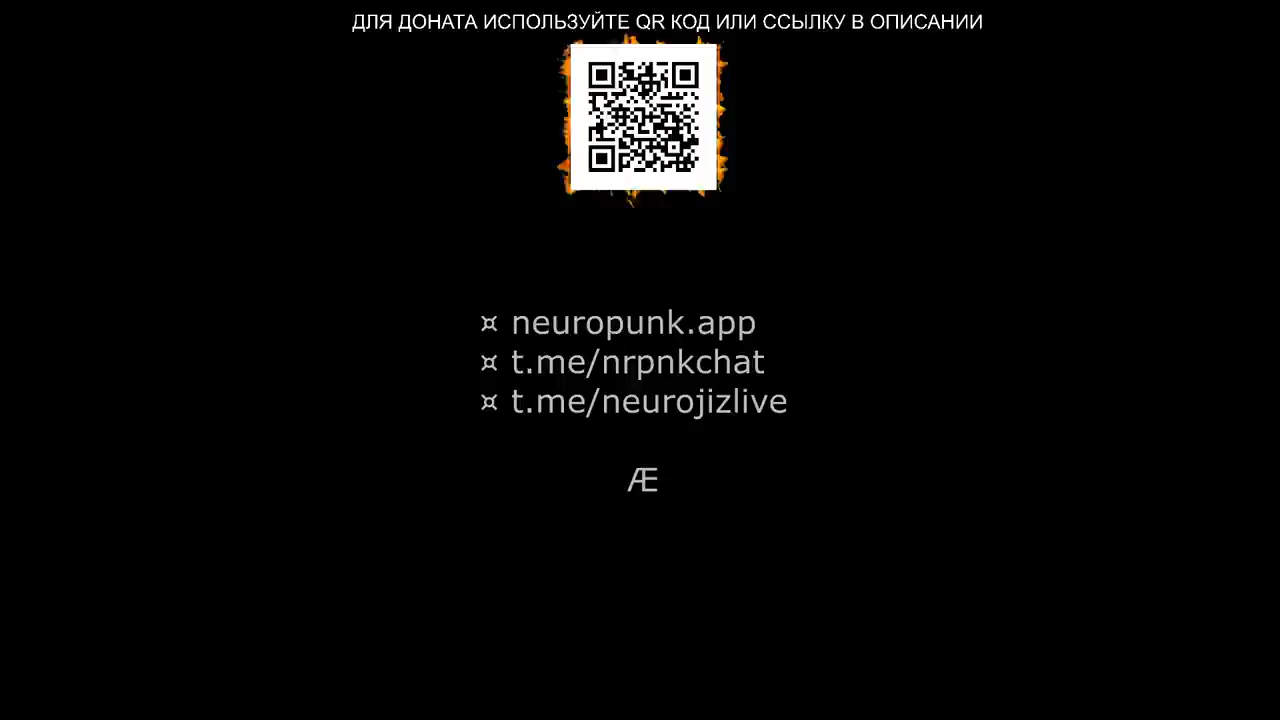 ДЛЯ ДОНАТА ИСПОЛЬЗУЙТЕ QR КОД ИЛИ ССЫЛКУ В ОПИСАНИИ
¤ neuropunk.app
¤ t.me/nrpnkchat
¤ t.me/neurojizlive
Æ